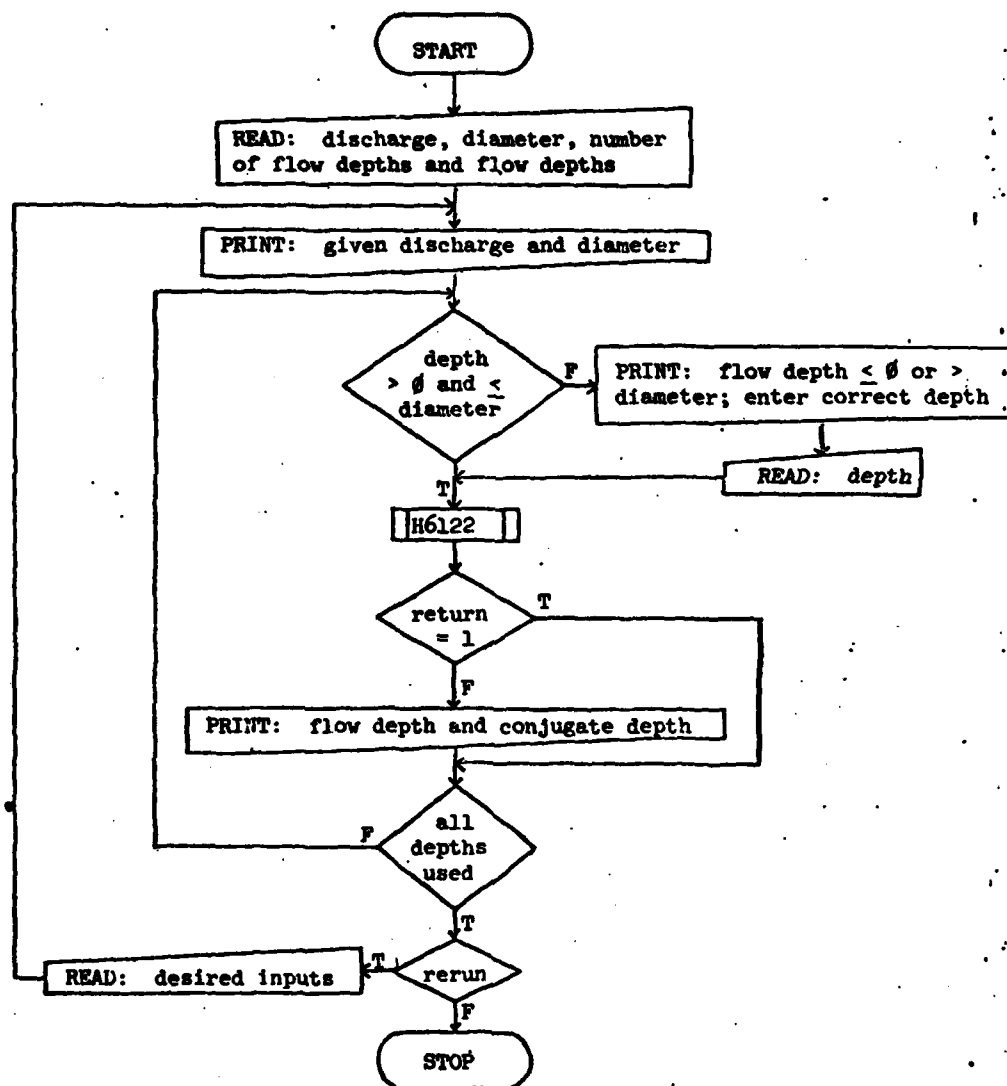 START
READ: discharge, diameter, number
of flow depths and flow depths
PRINT: given discharge and diameter
depth
> Ø and ≤
diameter
F
PRINT: flow depth ≤ Ø or >
diameter; enter correct depth
READ: depth
T
H6122
return
= 1
T
F
PRINT: flow depth and conjugate depth
all
depths
used
F
T
rerun
T
READ: desired inputs
F
STOP